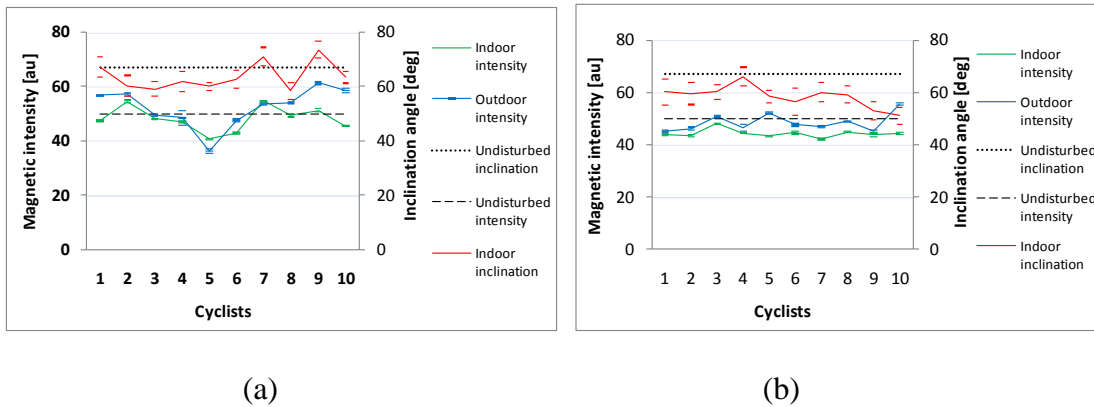 80
60
40
20
0
Magnetic intensity [au]
80
60
40
20
0
Inclination angle [deg]
1 2 3 4 5 6 7 8 9 10
Cyclists
Indoor
intensity
Outdoor
intensity
Undisturbed
inclination
Undisturbed
intensity
Indoor
inclination
(a)
80
60
40
20
0
Magnetic intensity [au]
80
60
40
20
0
Inclination angle [deg]
1 2 3 4 5 6 7 8 9 10
Cyclists
Indoor
intensity
Outdoor
intensity
Undisturbed
inclination
Undisturbed
intensity
Indoor
inclination
(b)